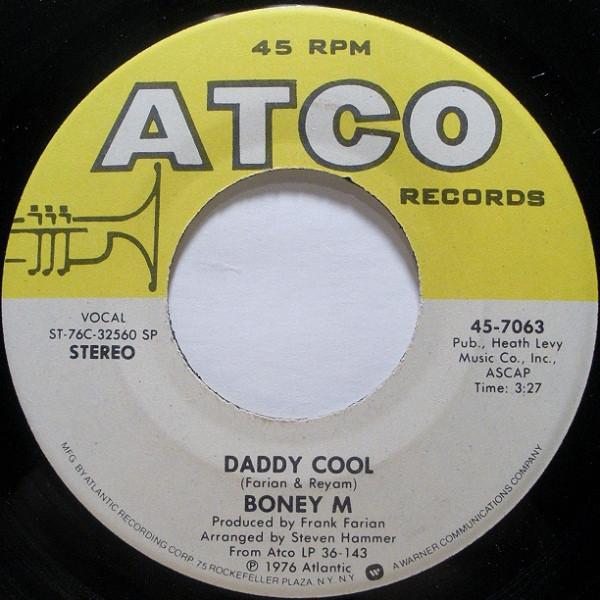 45 RPM
ATCO
RECORDS
VOCAL
ST-76C-32560 SP
STEREO
45-7063
Pub., Heath Levy
Music Co., Inc.,
ASCAP
Time: 3:27
DADDY COOL
(Farian & Reyam)
BONEY M
Produced by Frank Farian
Arranged by Steven Hammer
From Atco LP 36-143
℗ 1976 Atlantic
MFG BY ATLANTIC RECORDING CORP. 75 ROCKEFELLER PLAZA, N.Y. N.Y.
A WARNER COMMUNICATIONS COMPANY